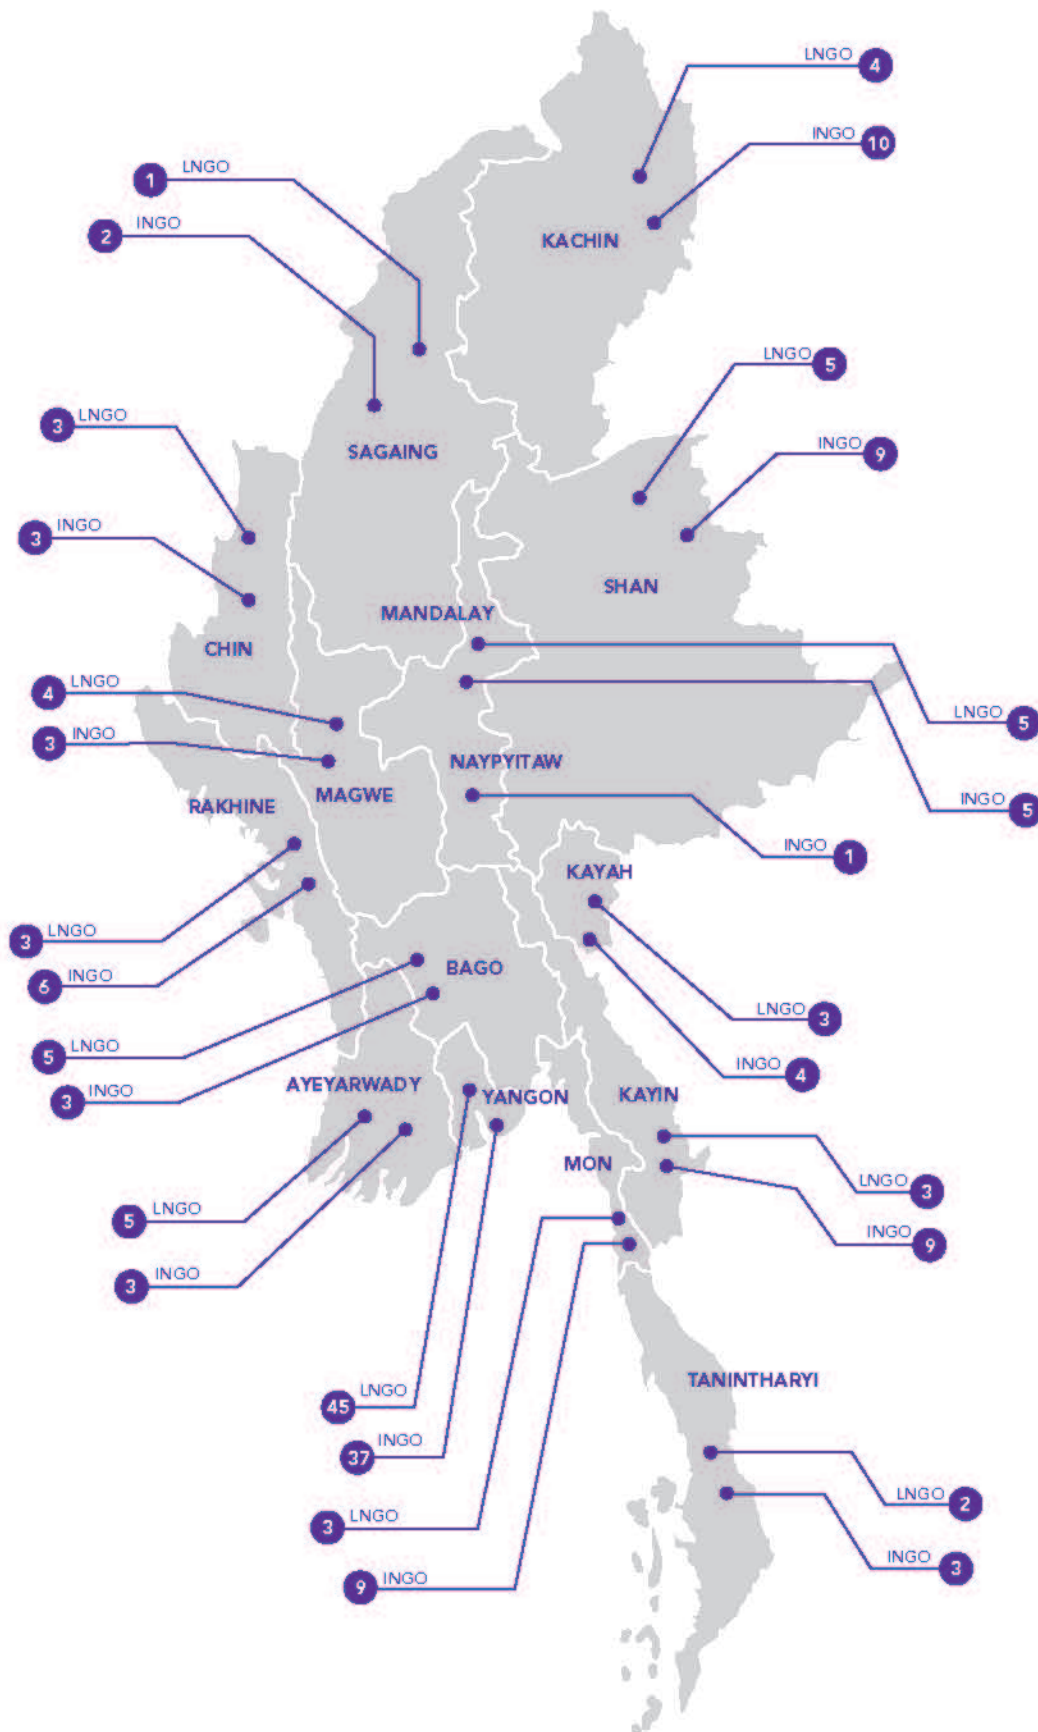 LNGO 4
INGO 10
KACHIN
1 LNGO
2 INGO
SAGAING
LNGO 5
INGO 9
SHAN
3 LNGO
3 INGO
CHIN
MANDALAY
LNGO 5
INGO 5
4 LNGO
3 INGO
MAGWE
NAYPYITAW
INGO 1
RAKHINE
3 LNGO
6 INGO
KAYAH
LNGO 3
INGO 4
BAGO
5 LNGO
3 INGO
AYEYARWADY
5 LNGO
3 INGO
YANGON
45 LNGO
37 INGO
KAYIN
LNGO 3
INGO 9
MON
3 LNGO
9 INGO
TANINTHARYI
LNGO 2
INGO 3